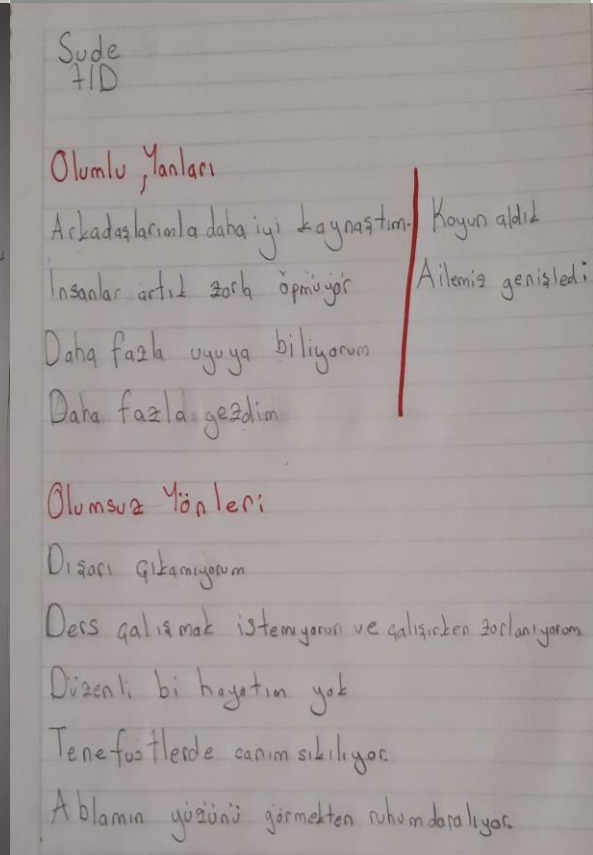 Sude
7/D
Olumlu Yanları
Arkadaşlarımla daha iyi kaynaştım.
İnsanlar artık zorla öpmüyor
Daha fazla uyuya biliyorum
Daha fazla gezdim
Koyun aldık
Ailemiz genişledi
Olumsuz Yönleri
Dışarı çıkamıyorum
Ders çalışmak istemiyorum ve çalışırken zorlanıyorum
Düzenli bi hayatım yok
Tenefüstlerde canım sıkılıyor.
Ablamın yüzünü görmekten ruhum daralıyor.